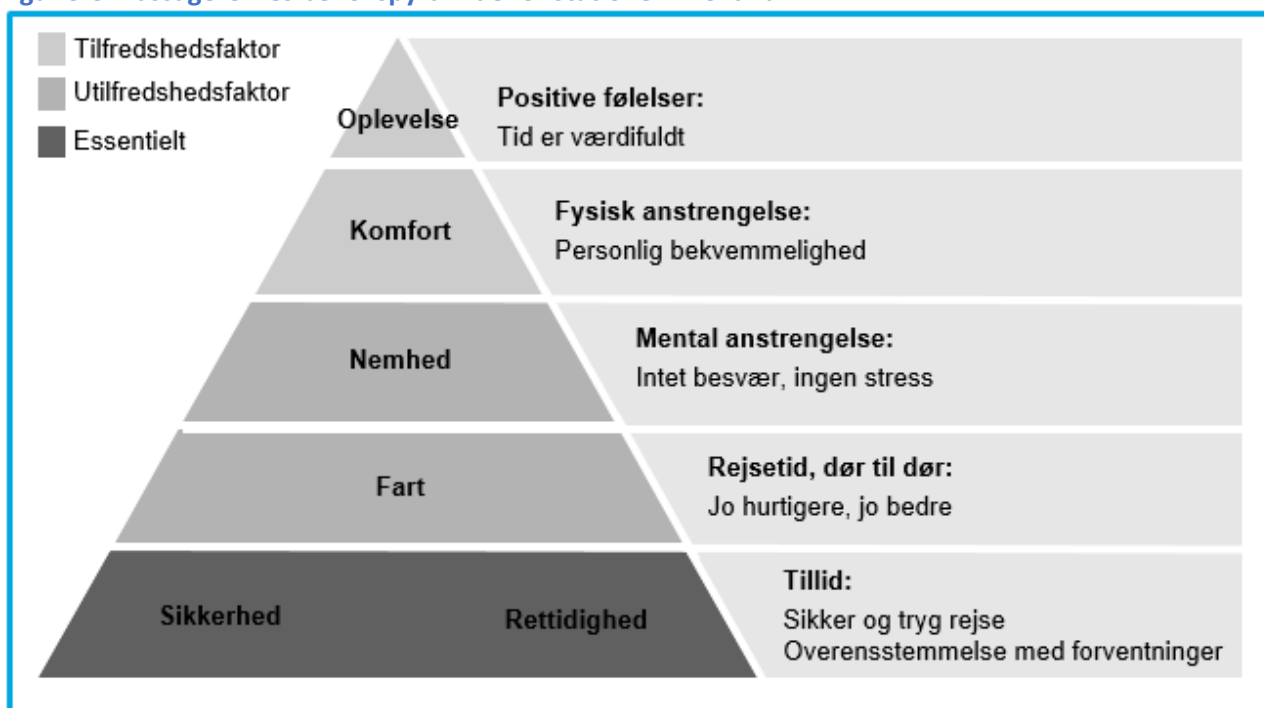 Tilfredshedsfaktor
Utilfredshedsfaktor
Essentielt
Oplevelse
Positive følelser:
Tid er værdifuldt
Komfort
Fysisk anstrengelse:
Personlig bekvemmelighed
Nemhed
Mental anstrengelse:
Intet besvær, ingen stress
Fart
Rejsetid, dør til dør:
Jo hurtigere, jo bedre
Sikkerhed
Rettidighed
Tillid:
Sikker og tryg rejse
Overensstemmelse med forventninger